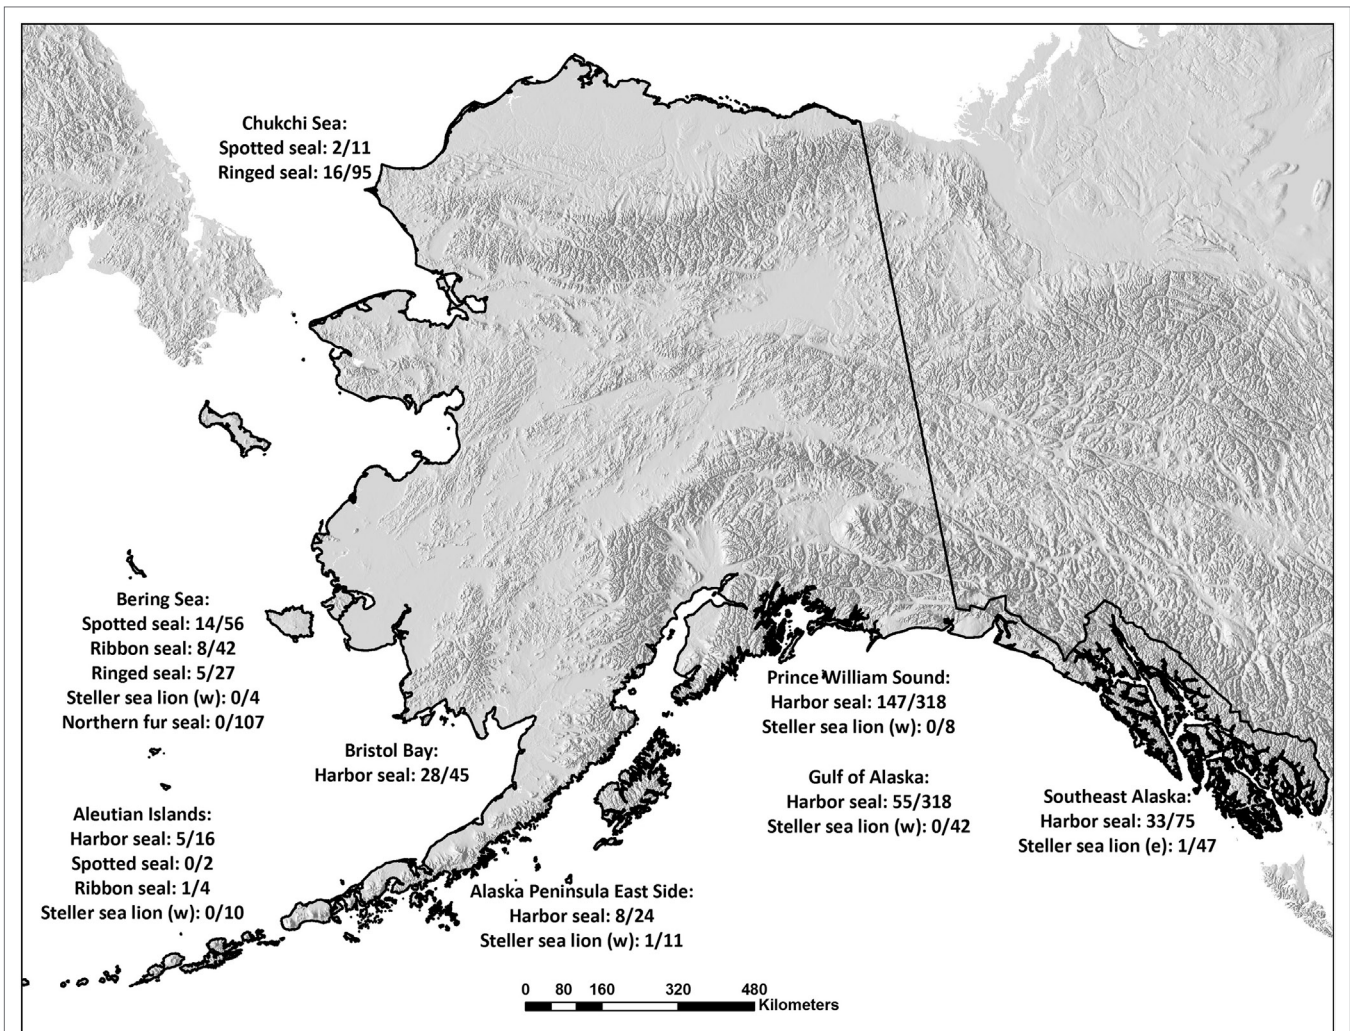 Chukchi Sea:
Spotted seal: 2/11
Ringed seal: 16/95
Bering Sea:
Spotted seal: 14/56
Ribbon seal: 8/42
Ringed seal: 5/27
Steller sea lion (w): 0/4
Northern fur seal: 0/107
Bristol Bay:
Harbor seal: 28/45
Prince William Sound:
Harbor seal: 147/318
Steller sea lion (w): 0/8
Gulf of Alaska:
Harbor seal: 55/318
Steller sea lion (w): 0/42
Southeast Alaska:
Harbor seal: 33/75
Steller sea lion (e): 1/47
Aleutian Islands:
Harbor seal: 5/16
Spotted seal: 0/2
Ribbon seal: 1/4
Steller sea lion (w): 0/10
Alaska Peninsula East Side:
Harbor seal: 8/24
Steller sea lion (w): 1/11
0 80 160 320 480
Kilometers